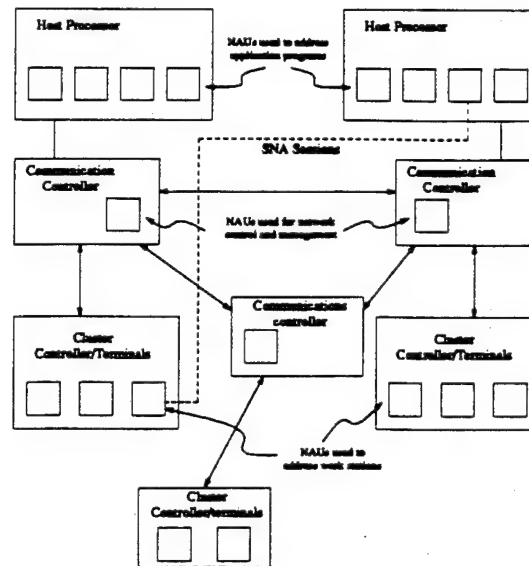 Host Processor
Host Processor
NAUs used to address
application programs
SNA Sessions
Communication
Controller
Communication
Controller
NAUs used for network
control and management
Communications
controller
Cluster
Controller/Terminals
Cluster
Controller/Terminals
NAUs used to
address work stations
Cluster
Controller/terminals